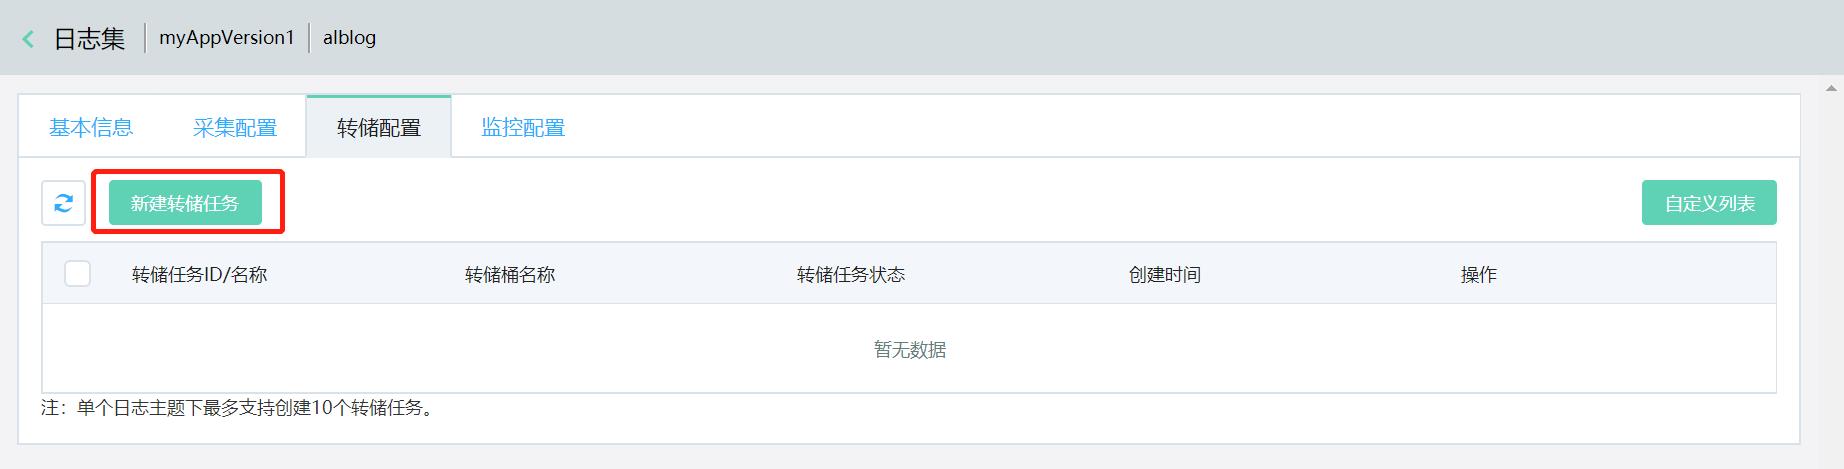 日志集 myAppVersion1 alblog
基本信息 采集配置 转储配置 监控配置
新建转储任务 自定义列表
转储任务ID/名称 转储桶名称 转储任务状态 创建时间 操作
暂无数据
注：单个日志主题下最多支持创建10个转储任务。